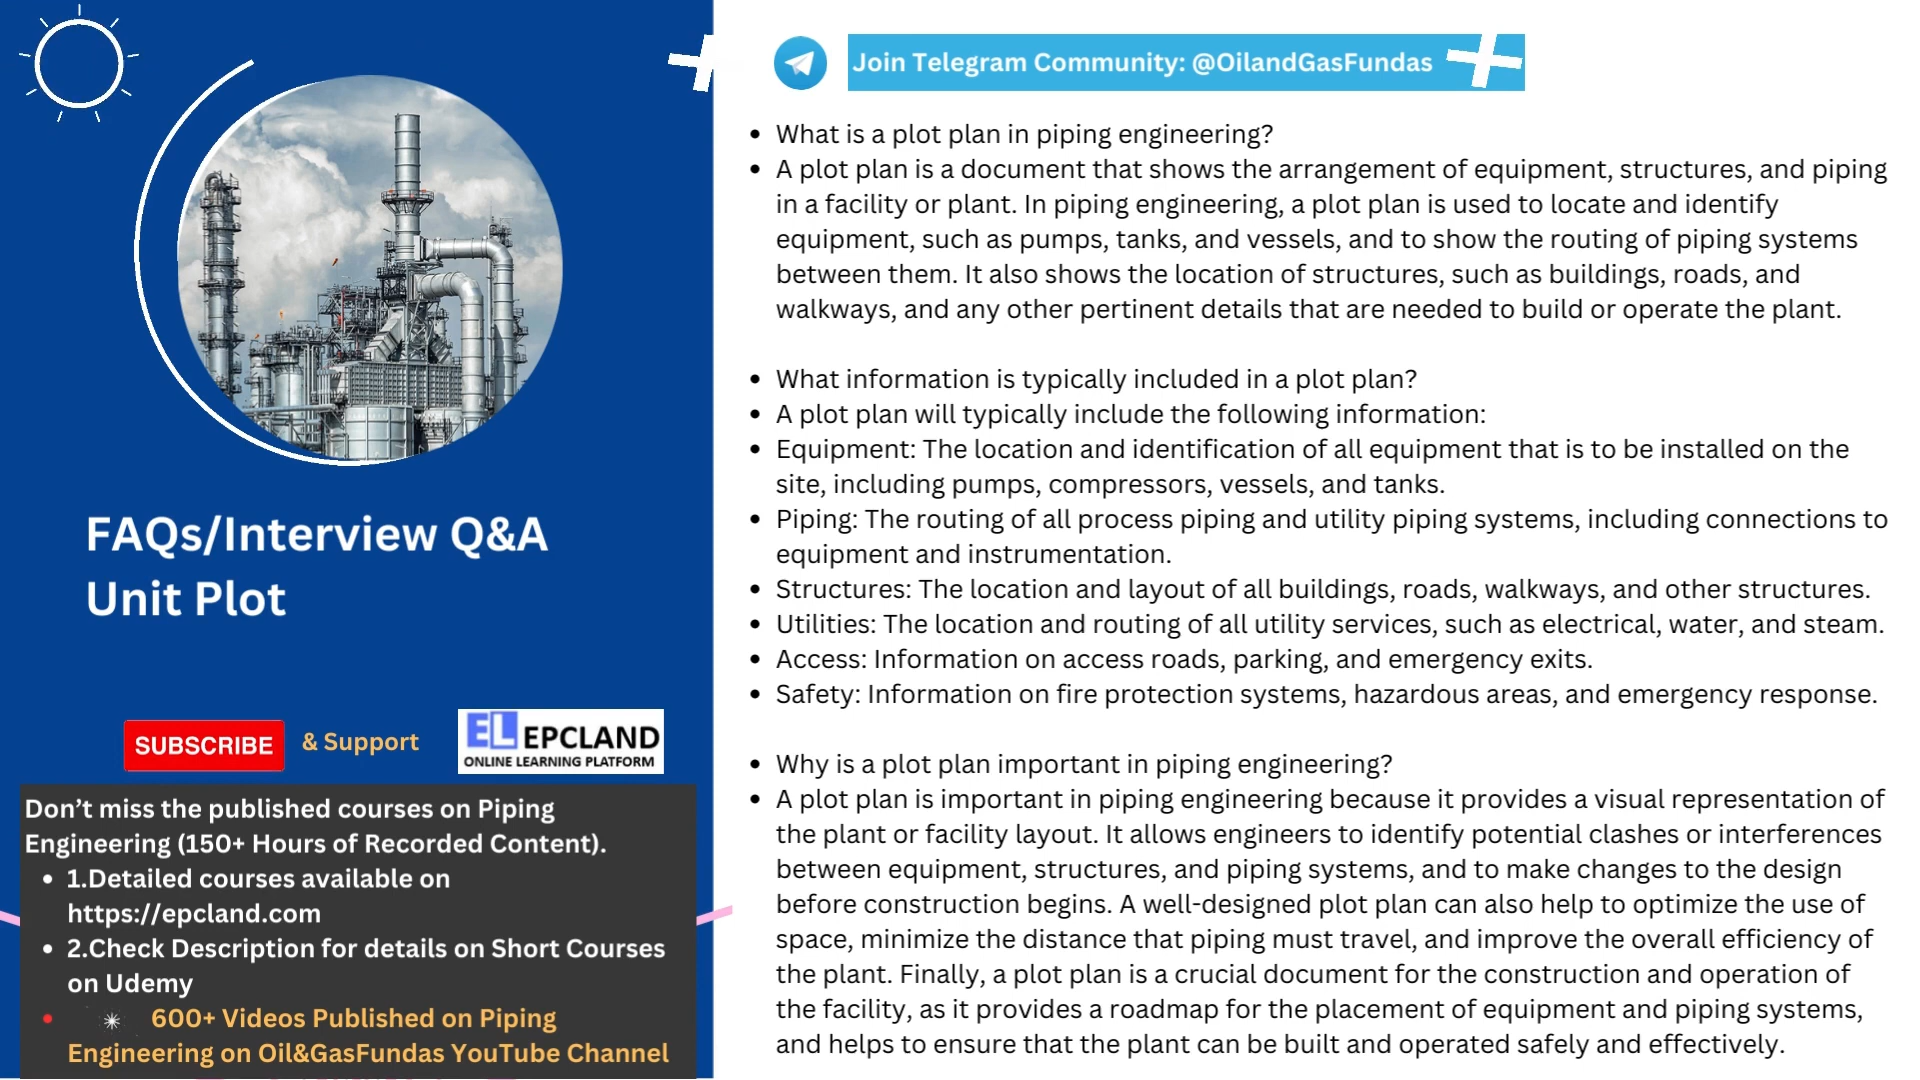 Join Telegram Community: @OilandGasFundas
FAQs/Interview Q&A
Unit Plot
SUBSCRIBE & Support
EL EPCLAND
ONLINE LEARNING PLATFORM
Don’t miss the published courses on Piping
Engineering (150+ Hours of Recorded Content).
• 1.Detailed courses available on
https://epcland.com
• 2.Check Description for details on Short Courses
on Udemy
• 600+ Videos Published on Piping
Engineering on Oil&GasFundas YouTube Channel
• What is a plot plan in piping engineering?
• A plot plan is a document that shows the arrangement of equipment, structures, and piping
in a facility or plant. In piping engineering, a plot plan is used to locate and identify
equipment, such as pumps, tanks, and vessels, and to show the routing of piping systems
between them. It also shows the location of structures, such as buildings, roads, and
walkways, and any other pertinent details that are needed to build or operate the plant.
• What information is typically included in a plot plan?
• A plot plan will typically include the following information:
• Equipment: The location and identification of all equipment that is to be installed on the
site, including pumps, compressors, vessels, and tanks.
• Piping: The routing of all process piping and utility piping systems, including connections to
equipment and instrumentation.
• Structures: The location and layout of all buildings, roads, walkways, and other structures.
• Utilities: The location and routing of all utility services, such as electrical, water, and steam.
• Access: Information on access roads, parking, and emergency exits.
• Safety: Information on fire protection systems, hazardous areas, and emergency response.
• Why is a plot plan important in piping engineering?
• A plot plan is important in piping engineering because it provides a visual representation of
the plant or facility layout. It allows engineers to identify potential clashes or interferences
between equipment, structures, and piping systems, and to make changes to the design
before construction begins. A well-designed plot plan can also help to optimize the use of
space, minimize the distance that piping must travel, and improve the overall efficiency of
the plant. Finally, a plot plan is a crucial document for the construction and operation of
the facility, as it provides a roadmap for the placement of equipment and piping systems,
and helps to ensure that the plant can be built and operated safely and effectively.